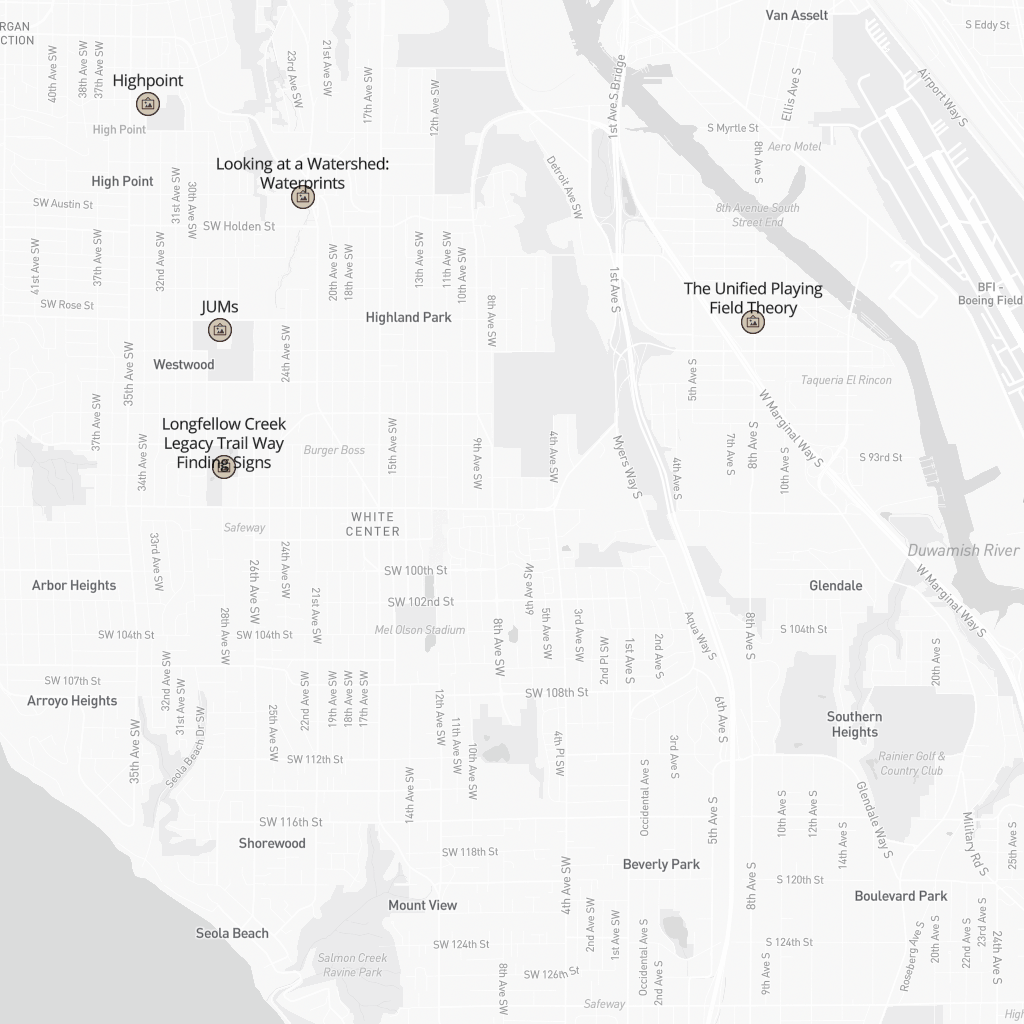 Van Asselt
S Eddy St
RGAN
CTION
40th Ave SW
38th Ave SW
37th Ave SW
23rd Ave SW
21st Ave SW
17th Ave SW
12th Ave SW
1st Ave S Bridge
Ellis Ave S
Airport Way S
Highpoint
High Point
S Myrtle St
Aero Motel
8th Ave S
Looking at a Watershed:
Waterprints
High Point
31st Ave SW
30th Ave SW
Detroit Ave SW
SW Austin St
8th Avenue South
Street End
SW Holden St
41st Ave SW
37th Ave SW
32nd Ave SW
20th Ave SW
18th Ave SW
13th Ave SW
11th Ave SW
10th Ave SW
1st Ave S
BFI -
Boeing Field
The Unified Playing
Field Theory
SW Rose St
JUMs
Highland Park
8th Ave SW
Westwood
35th Ave SW
24th Ave SW
5th Ave S
Taqueria El Rincon
37th Ave SW
34th Ave SW
Longfellow Creek
Legacy Trail Way
Finding Signs
Burger Boss
15th Ave SW
9th Ave SW
4th Ave SW
Myers Way S
4th Ave S
7th Ave S
8th Ave S
10th Ave S
W Marginal Way S
S 93rd St
WHITE
CENTER
Safeway
33rd Ave SW
Duwamish River
Arbor Heights
26th Ave SW
24th Ave SW
21st Ave SW
SW 100th St
SW 102nd St
6th Ave SW
Glendale
W Marginal Way S
28th Ave SW
SW 104th St
SW 104th St
Mel Olson Stadium
8th Ave SW
5th Ave SW
3rd Ave SW
2nd Pl SW
1st Ave S
2nd Ave S
Aqua Way S
8th Ave S
S 104th St
20th Ave S
SW 107th St
Arroyo Heights
32nd Ave SW
31st Ave SW
35th Ave SW
Seola Beach Dr SW
25th Ave SW
22nd Ave SW
19th Ave SW
18th Ave SW
17th Ave SW
12th Ave SW
11th Ave SW
10th Ave SW
SW 108th St
4th Pl SW
6th Ave S
3rd Ave S
Southern
Heights
Rainier Golf &
Country Club
SW 112th St
14th Ave SW
Occidental Ave S
5th Ave S
10th Ave S
12th Ave S
14th Ave S
Glendale Way S
Military Rd S
25th Ave S
SW 116th St
Shorewood
SW 118th St
Beverly Park
8th Ave S
S 120th St
Boulevard Park
4th Ave SW
Mount View
Seola Beach
2nd Ave SW
1st Ave SW
Occidental Ave S
2nd Ave S
SW 124th St
S 124th St
9th Ave S
Roseberg Ave S
20th Ave S
22nd Ave S
23rd Ave S
24th Ave S
Salmon Creek
Ravine Park
8th Ave SW
SW 126th St
Safeway
High